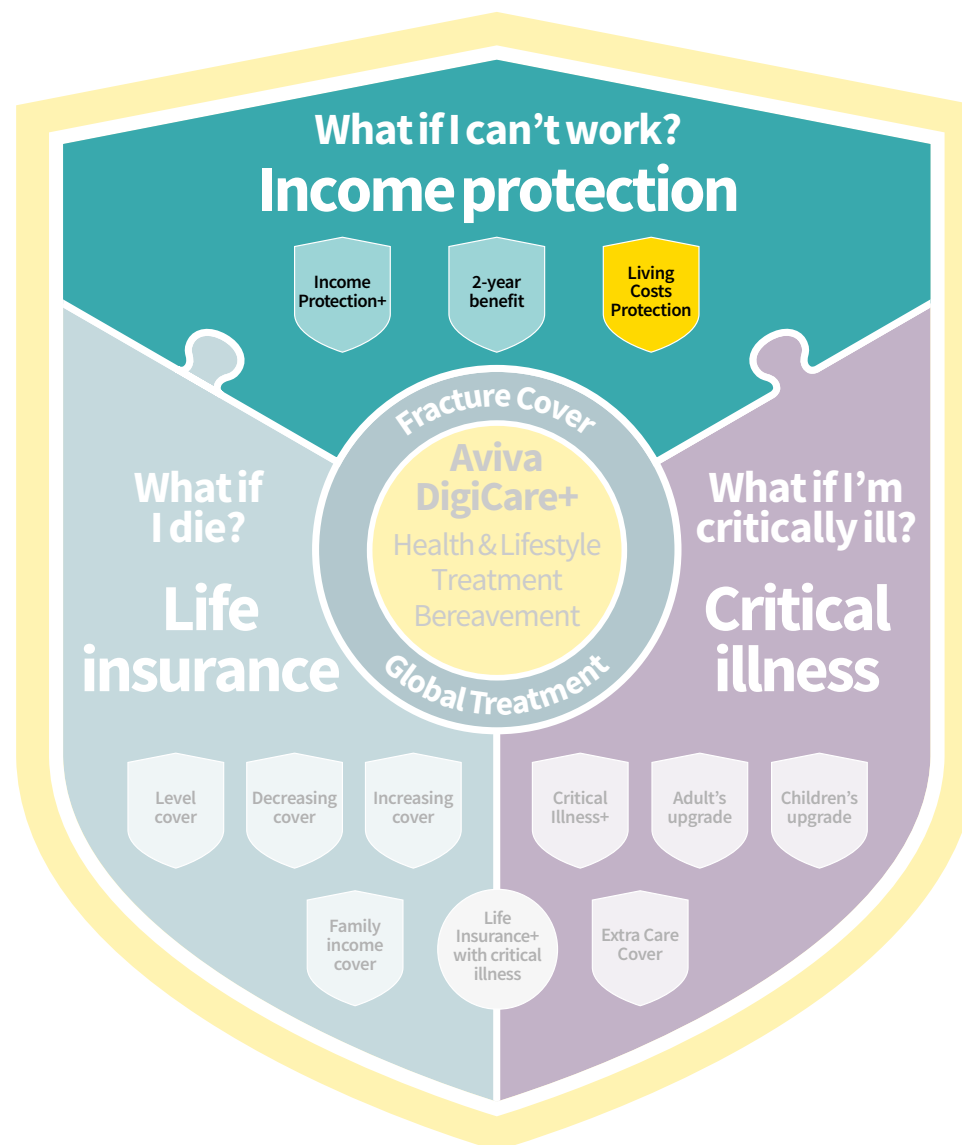 What if I can’t work?
Income protection
Income
Protection+
2-year
benefit
Living
Costs
Protection
Fracture Cover
Aviva
DigiCare+
Health & Lifestyle
Treatment
Bereavement
Global Treatment
What if
I die?
Life
insurance
What if I’m
critically ill?
Critical
illness
Level
cover
Decreasing
cover
Increasing
cover
Critical
Illness+
Adult’s
upgrade
Children’s
upgrade
Family
income
cover
Life
Insurance+
with critical
illness
Extra Care
Cover